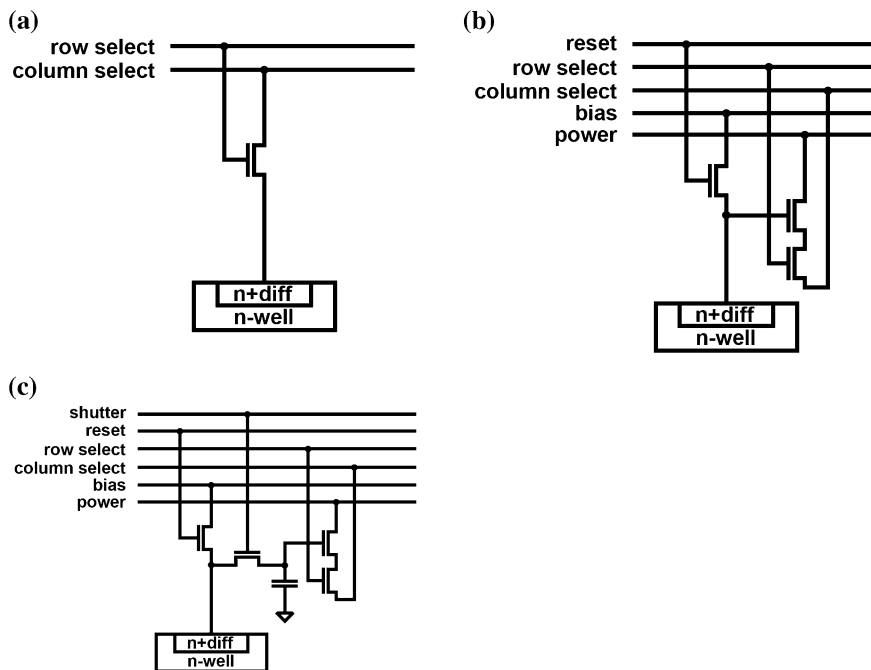 (a)
row select
column select
n+diff
n-well
(b)
reset
row select
column select
bias
power
n+diff
n-well
(c)
shutter
reset
row select
column select
bias
power
n+diff
n-well